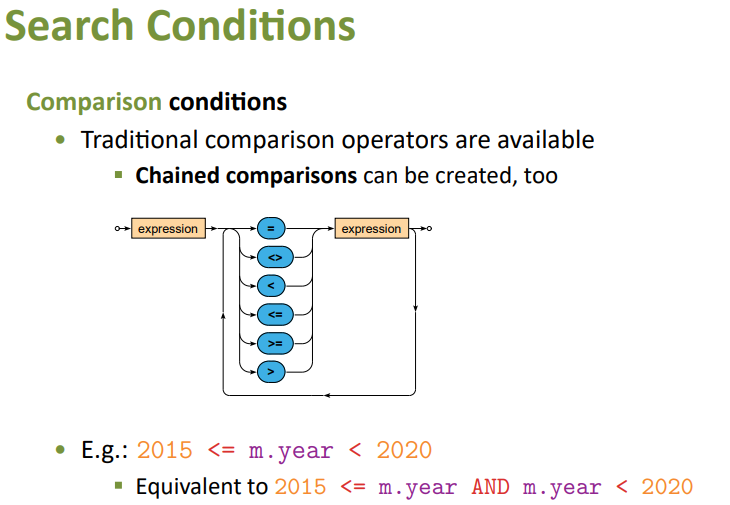 Search Conditions
Comparison conditions
• Traditional comparison operators are available
▪ Chained comparisons can be created, too
expression = expression
<>
<
<=
>=
>
• E.g.: 2015 <= m.year < 2020
▪ Equivalent to 2015 <= m.year AND m.year < 2020